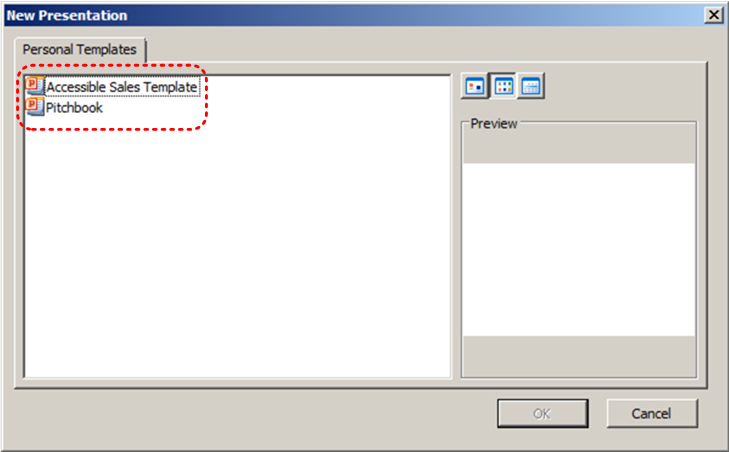 New Presentation
Personal Templates
Accessible Sales Template
Pitchbook
Preview
OK
Cancel